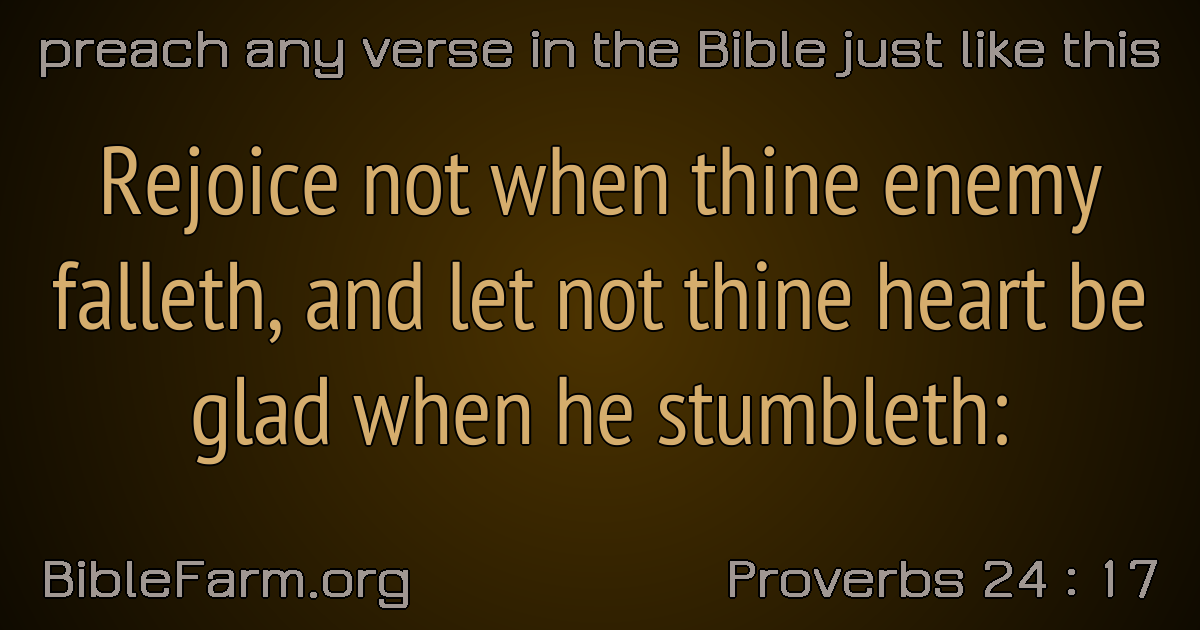 preach any verse in the Bible just like this
Rejoice not when thine enemy
falleth, and let not thine heart be
glad when he stumbleth:
BibleFarm.org
Proverbs 24 : 17